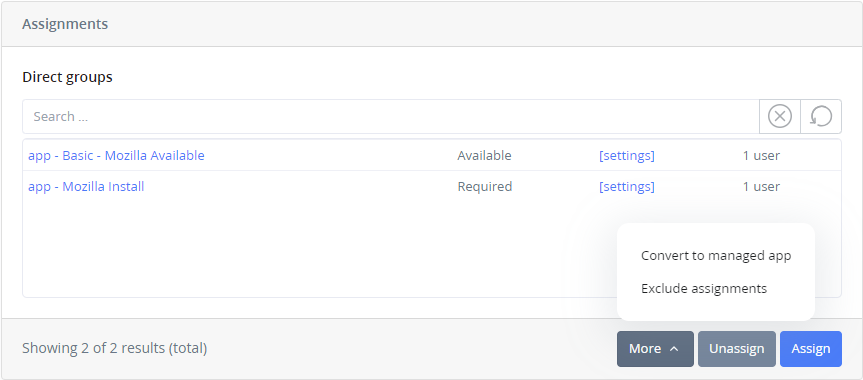 Assignments
Direct groups
Search ...
app - Basic - Mozilla Available Available [settings] 1 user
app - Mozilla Install Required [settings] 1 user
Convert to managed app
Exclude assignments
Showing 2 of 2 results (total) More Unassign Assign